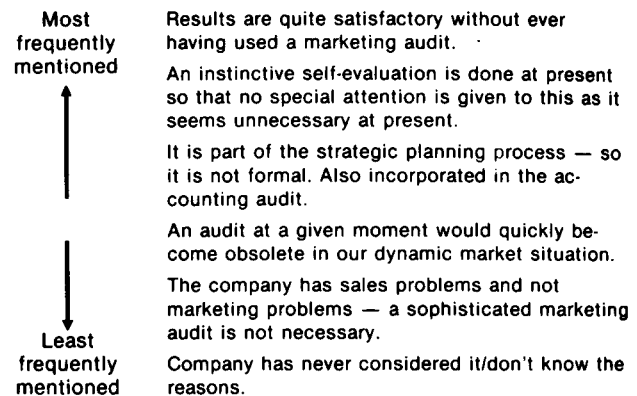 Most
frequently
mentioned
Results are quite satisfactory without ever
having used a marketing audit.
An instinctive self-evaluation is done at present
so that no special attention is given to this as it
seems unnecessary at present.
It is part of the strategic planning process — so
it is not formal. Also incorporated in the ac-
counting audit.
An audit at a given moment would quickly be-
come obsolete in our dynamic market situation.
The company has sales problems and not
marketing problems — a sophisticated marketing
audit is not necessary.
Least
frequently
mentioned
Company has never considered it/don't know the
reasons.